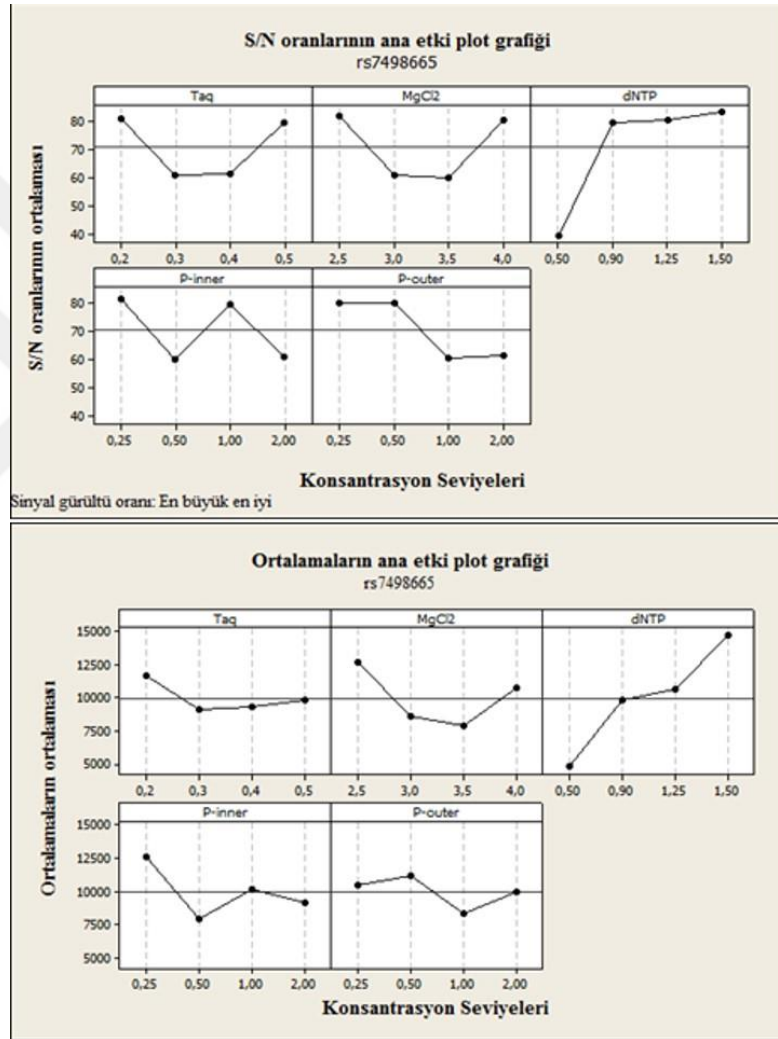 S/N oranlarının ana etki plot grafiği
rs7498665
S/N oranlarının ortalaması
Taq MgCl2 dNTP
80
70
60
50
40
0,2 0,3 0,4 0,5 2,5 3,0 3,5 4,0 0,50 0,90 1,25 1,50
P-inner P-outer
80
70
60
50
40
0,25 0,50 1,00 2,00 0,25 0,50 1,00 2,00
Konsantrasyon Seviyeleri
Sinyal gürültü oranı: En büyük en iyi
Ortalamaların ana etki plot grafiği
rs7498665
Ortalamaların ortalaması
Taq MgCl2 dNTP
15000
12500
10000
7500
5000
0,2 0,3 0,4 0,5 2,5 3,0 3,5 4,0 0,50 0,90 1,25 1,50
P-inner P-outer
15000
12500
10000
7500
5000
0,25 0,50 1,00 2,00 0,25 0,50 1,00 2,00
Konsantrasyon Seviyeleri